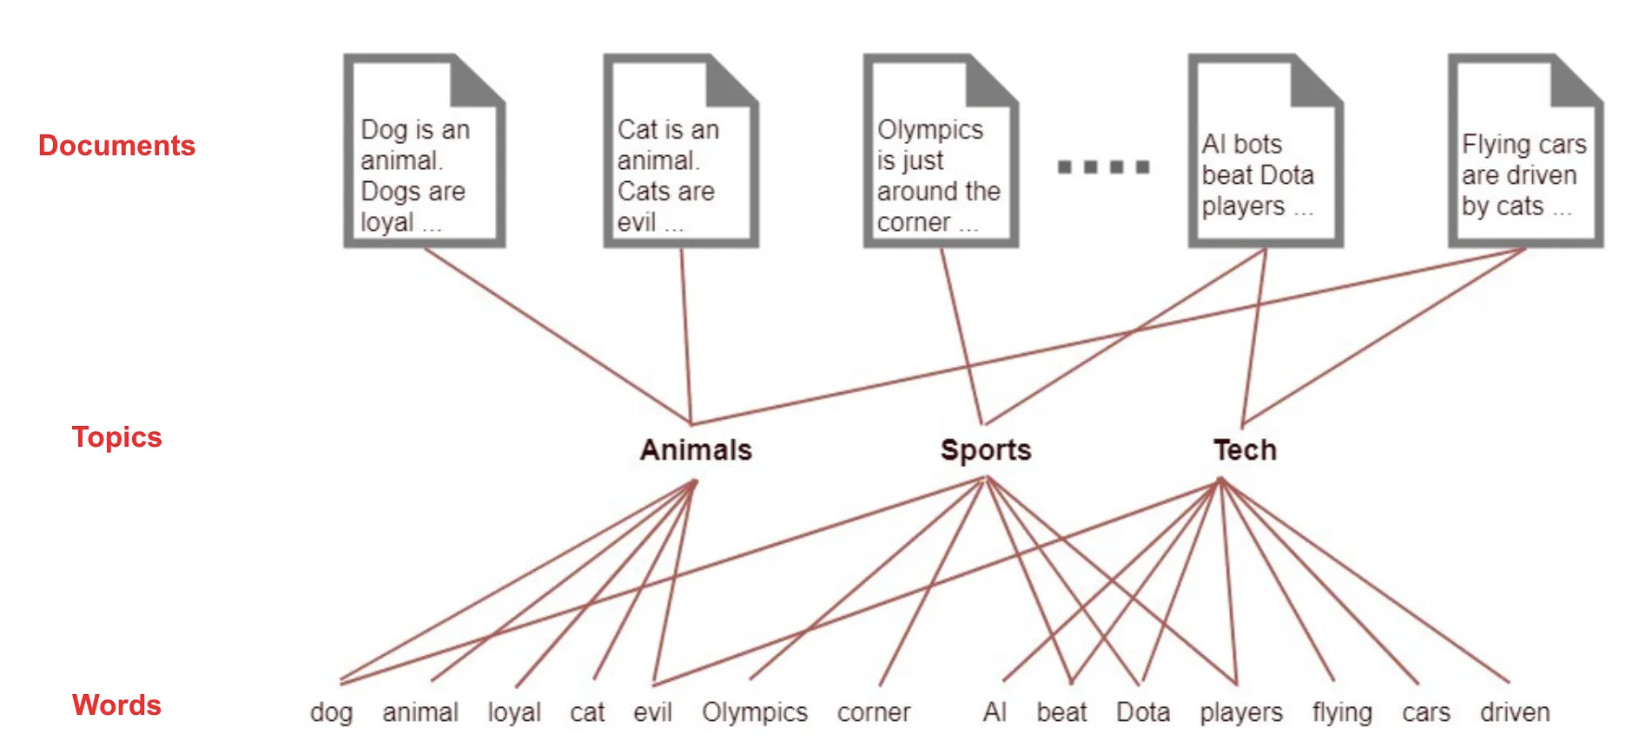 Documents
Dog is an
animal.
Dogs are
loyal ...
Cat is an
animal.
Cats are
evil ...
Olympics
is just
around the
corner ...
AI bots
beat Dota
players ...
Flying cars
are driven
by cats ...
Topics
Animals
Sports
Tech
Words
dog
animal
loyal
cat
evil
Olympics
corner
AI
beat
Dota
players
flying
cars
driven